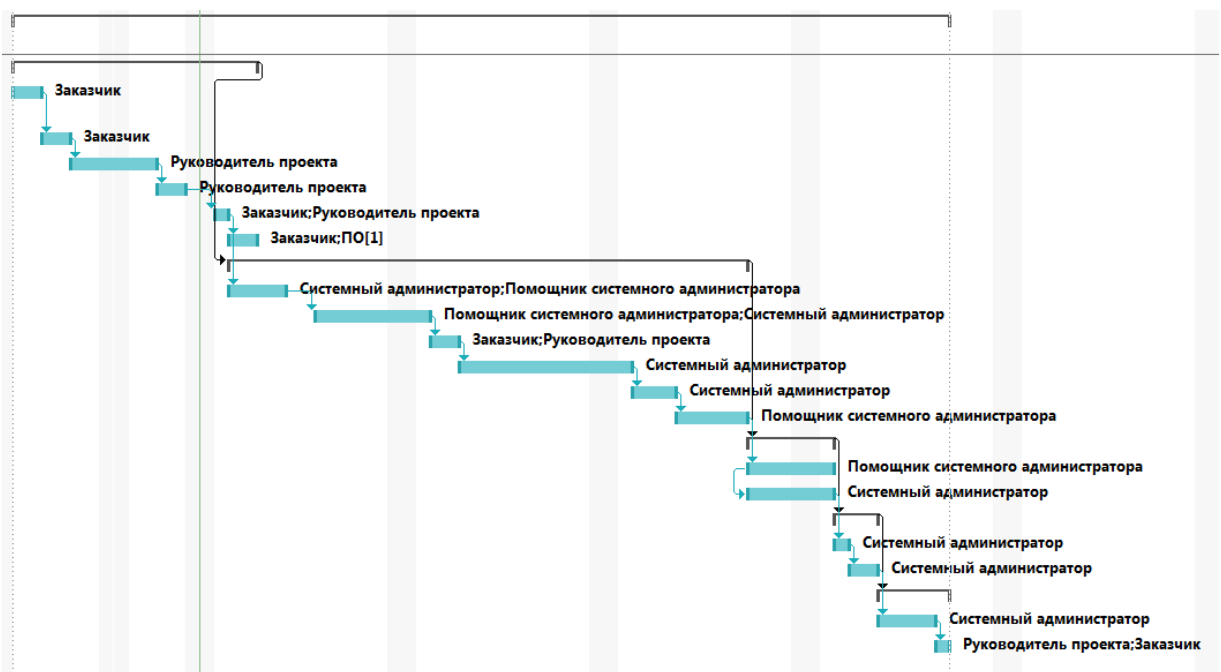 Заказчик
Заказчик
Руководитель проекта
Руководитель проекта
Заказчик;Руководитель проекта
Заказчик;ПО[1]
Системный администратор;Помощник системного администратора
Помощник системного администратора;Системный администратор
Заказчик;Руководитель проекта
Системный администратор
Системный администратор
Помощник системного администратора
Помощник системного администратора
Системный администратор
Системный администратор
Системный администратор
Системный администратор
Руководитель проекта;Заказчик